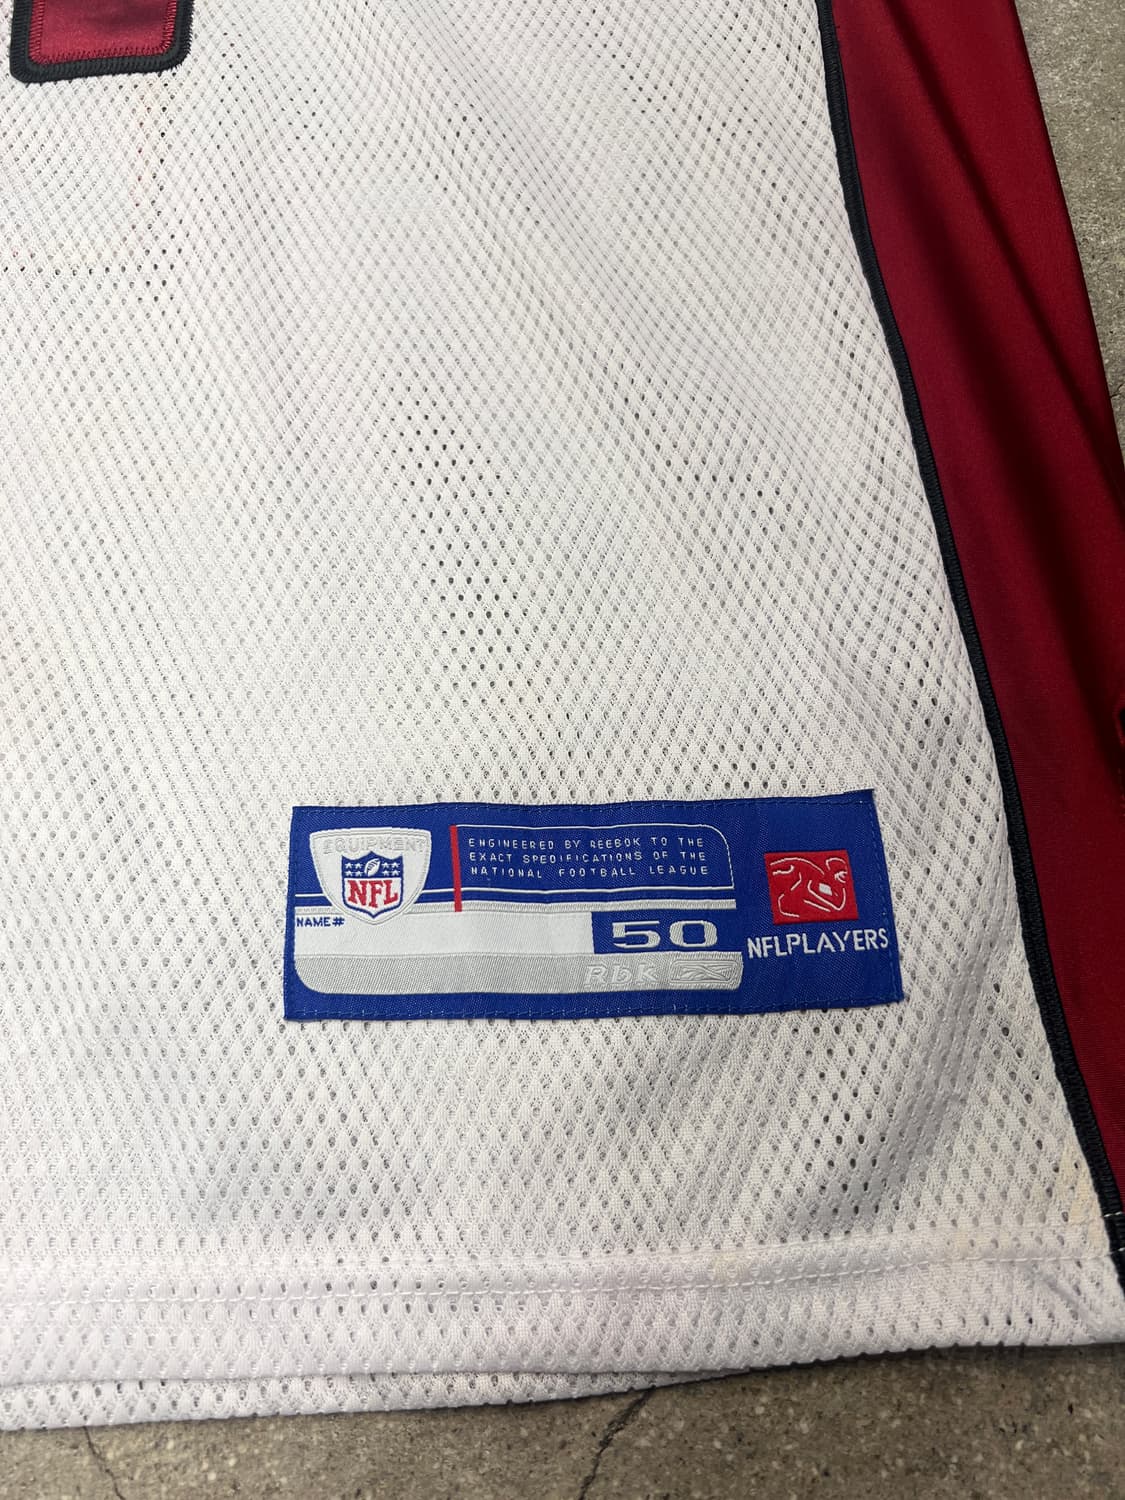 EQUIPMENT
NFL
ENGINEERED BY REEBOK TO THE
EXACT SPECIFICATIONS OF THE
NATIONAL FOOTBALL LEAGUE
NAME#
50
NFLPLAYERS
Rbk